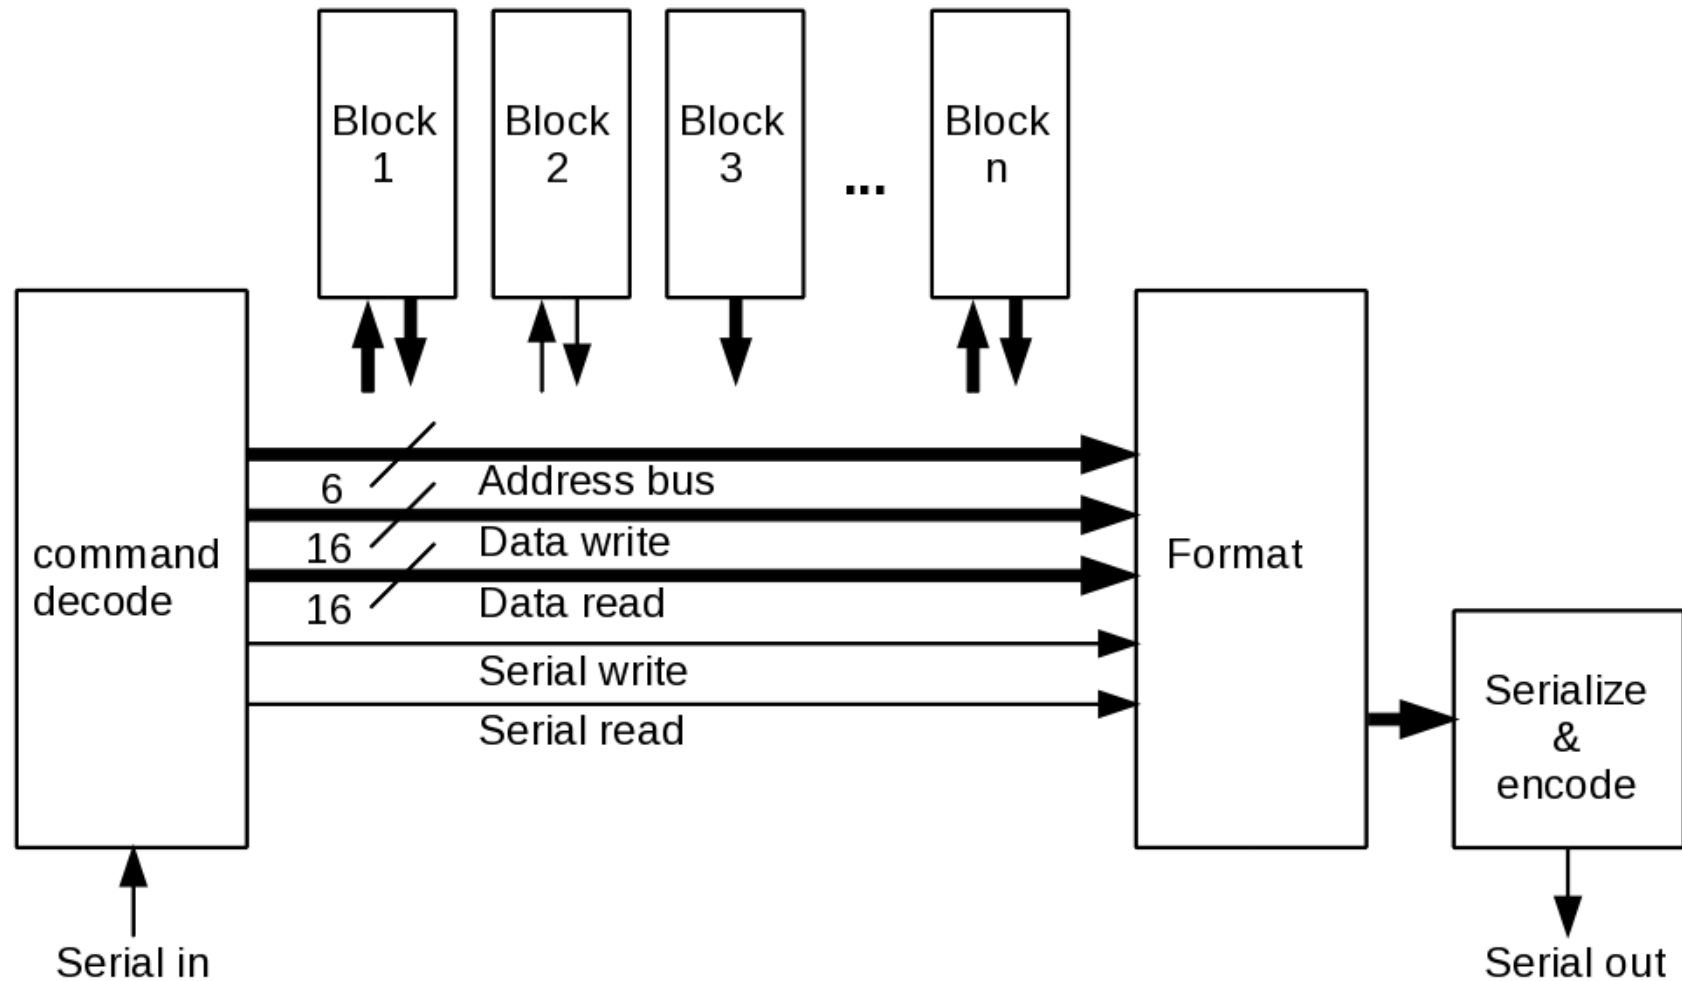 Block
1
Block
2
Block
3
...
Block
n
command
decode
6
Address bus
16
Data write
16
Data read
Serial write
Serial read
Format
Serialize
&
encode
Serial in
Serial out